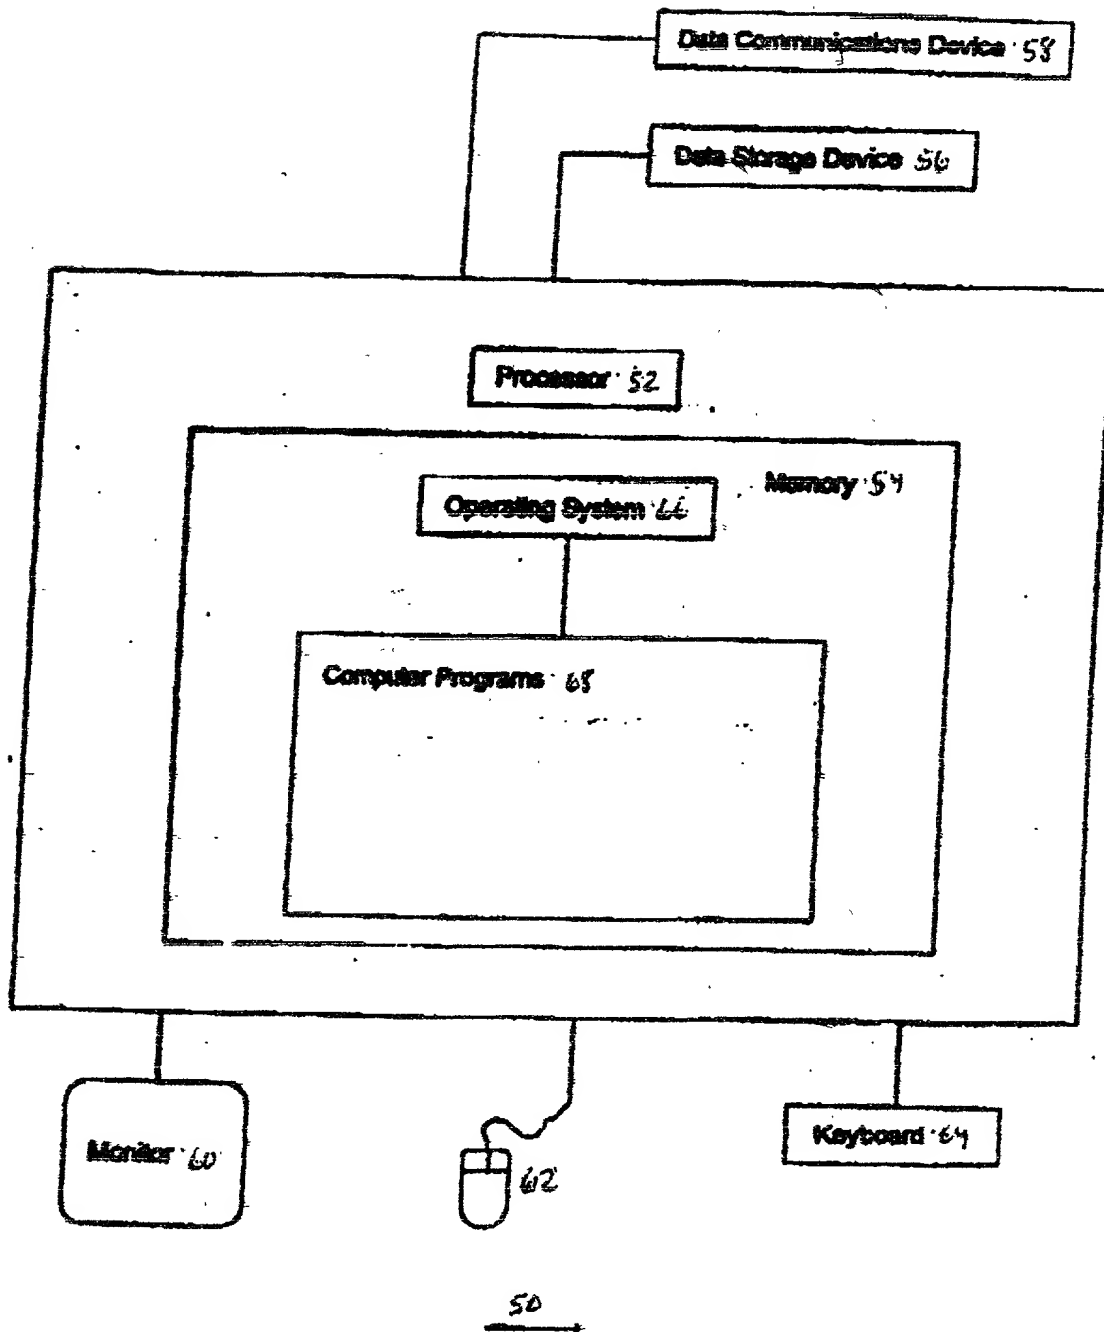 Data Communications Device 58
Data Storage Device 56
Processor 52
Memory 54
Operating System 66
Computer Programs 68
Monitor 60
62
Keyboard 64
50